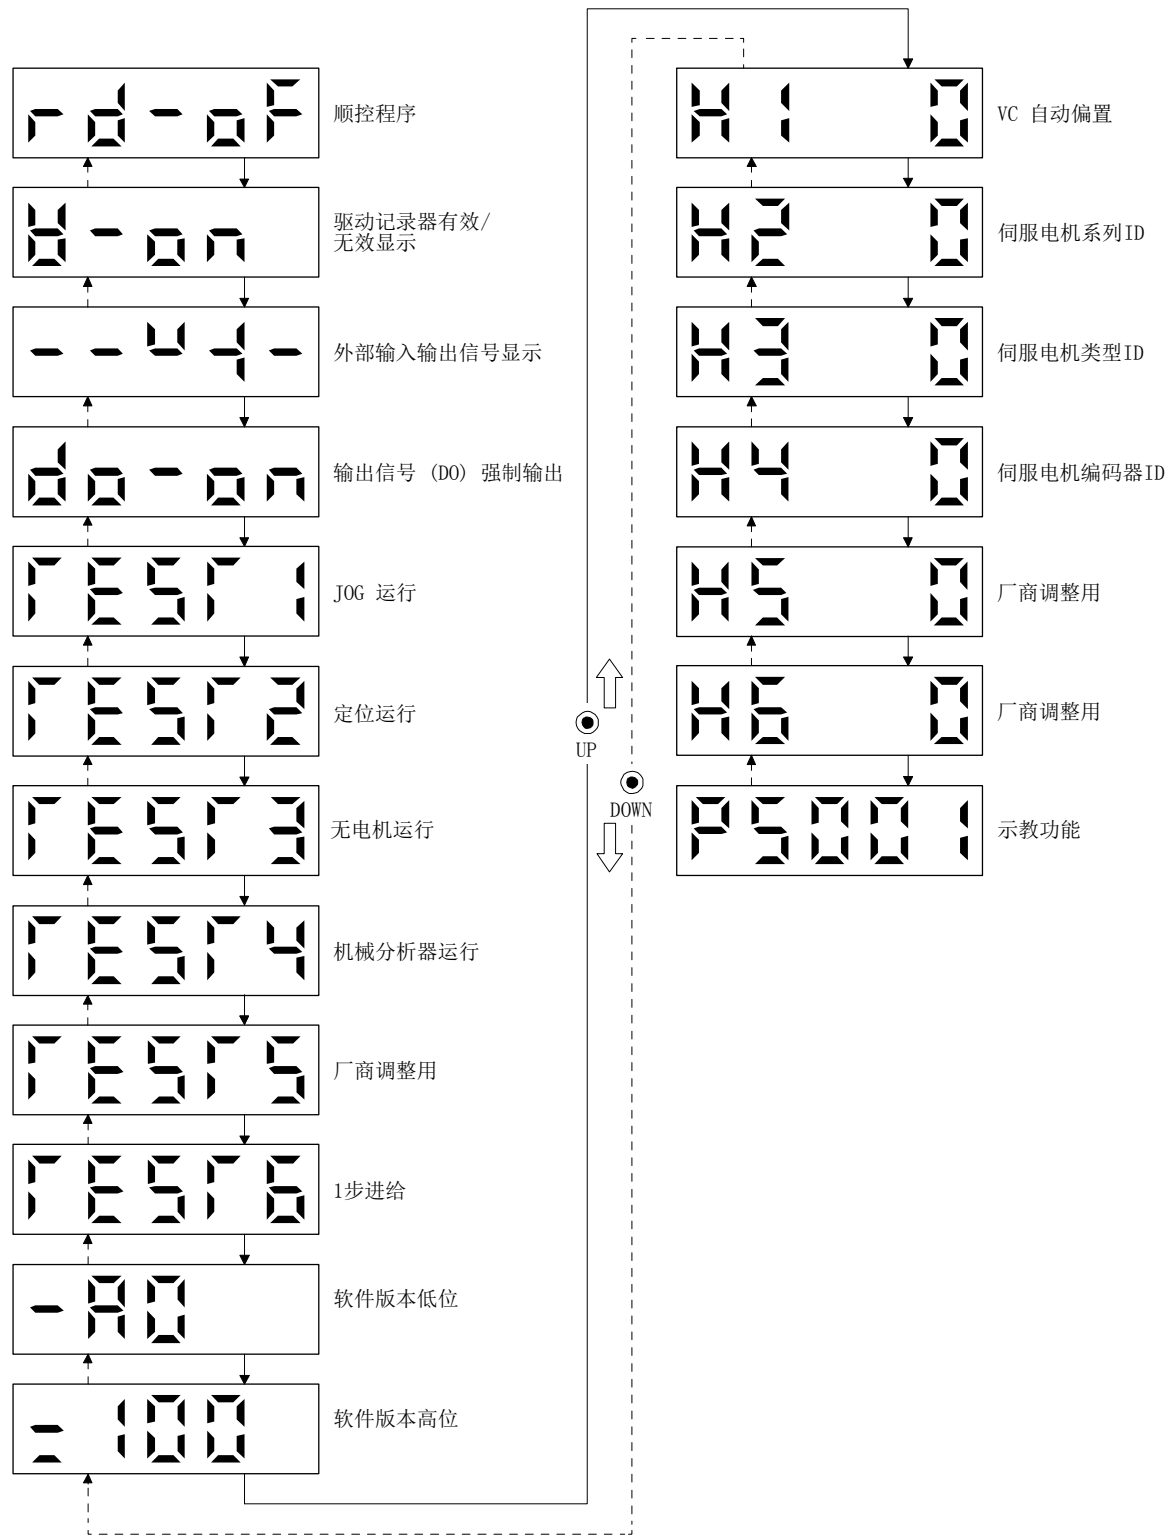 rd-oF
顺控程序
b-on
驱动记录器有效/
无效显示
外部输入输出信号显示
do-on
输出信号 (DO) 强制输出
TEST1
JOG 运行
TEST2
定位运行
TEST3
无电机运行
TEST4
机械分析器运行
TEST5
厂商调整用
TEST6
1步进给
-A0
软件版本低位
100
软件版本高位
UP
DOWN
H1 0
VC 自动偏置
H2 0
伺服电机系列ID
H3 0
伺服电机类型ID
H4 0
伺服电机编码器ID
H5 0
厂商调整用
H6 0
厂商调整用
PS001
示教功能